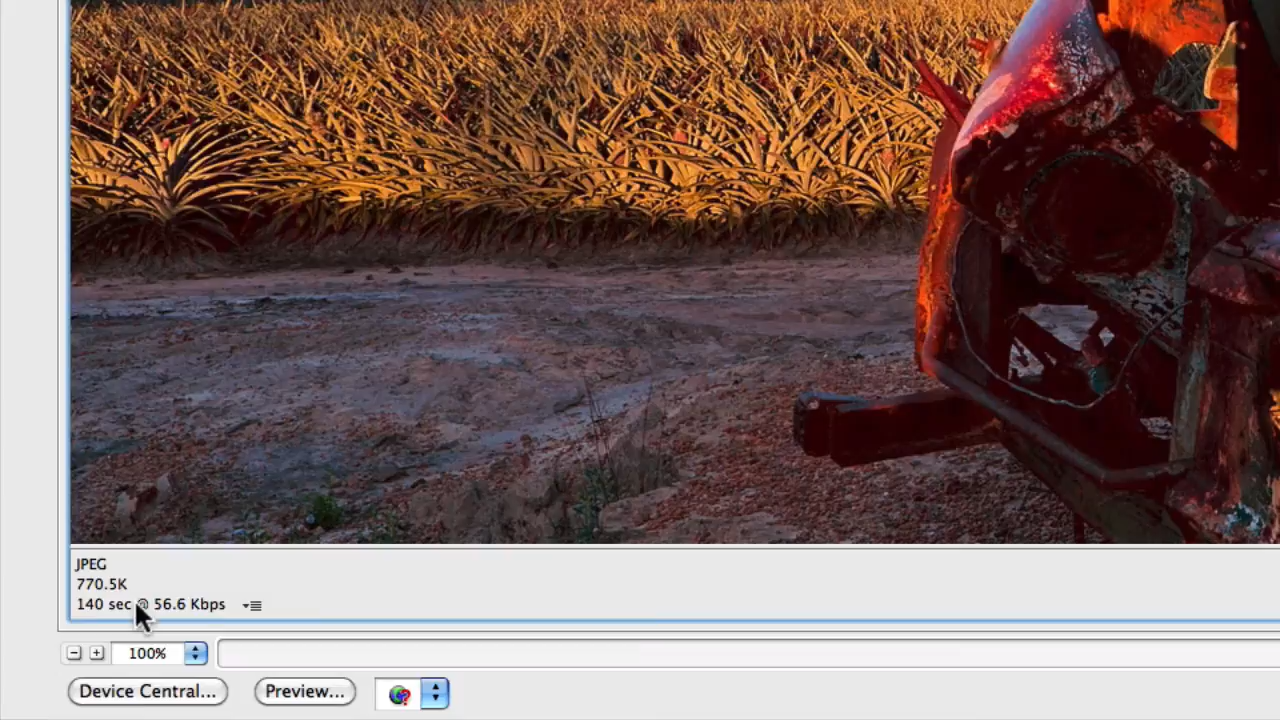 JPEG
770.5K
140 sec @ 56.6 Kbps
100%
Device Central...
Preview...